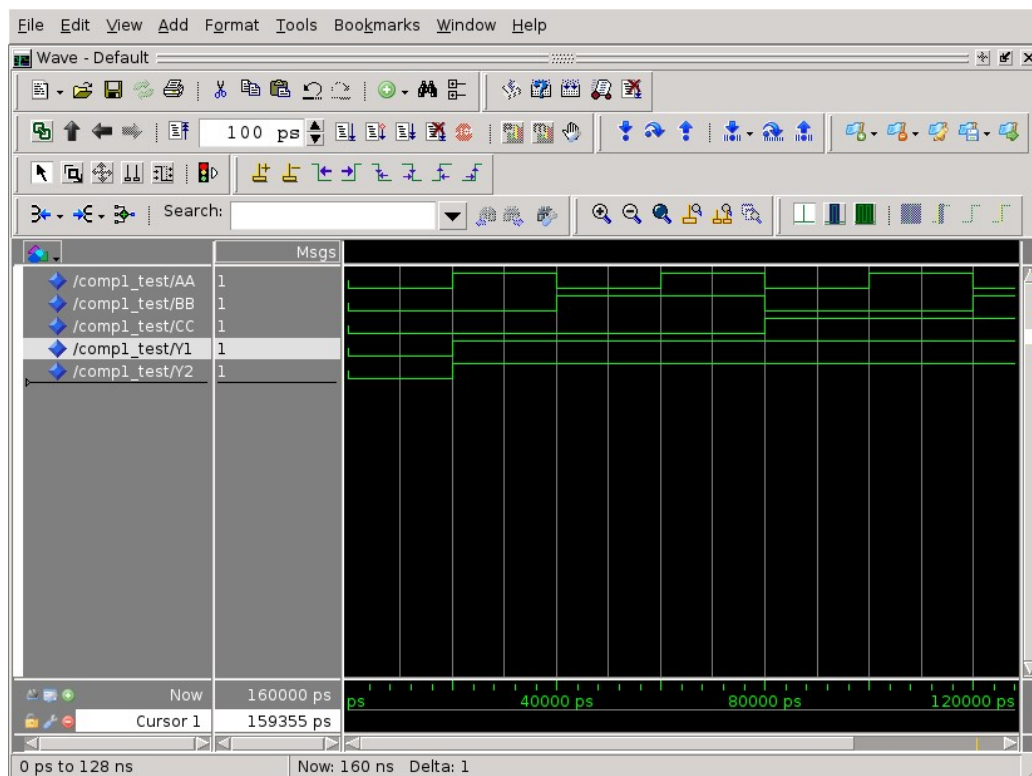 File Edit View Add Format Tools Bookmarks Window Help
Wave - Default
100 ps
Search:
Msgs
/comp1_test/AA 1
/comp1_test/BB 1
/comp1_test/CC 1
/comp1_test/Y1 1
/comp1_test/Y2 1
Now 160000 ps ps 40000 ps 80000 ps 120000 ps
Cursor 1 159355 ps
0 ps to 128 ns Now: 160 ns Delta: 1